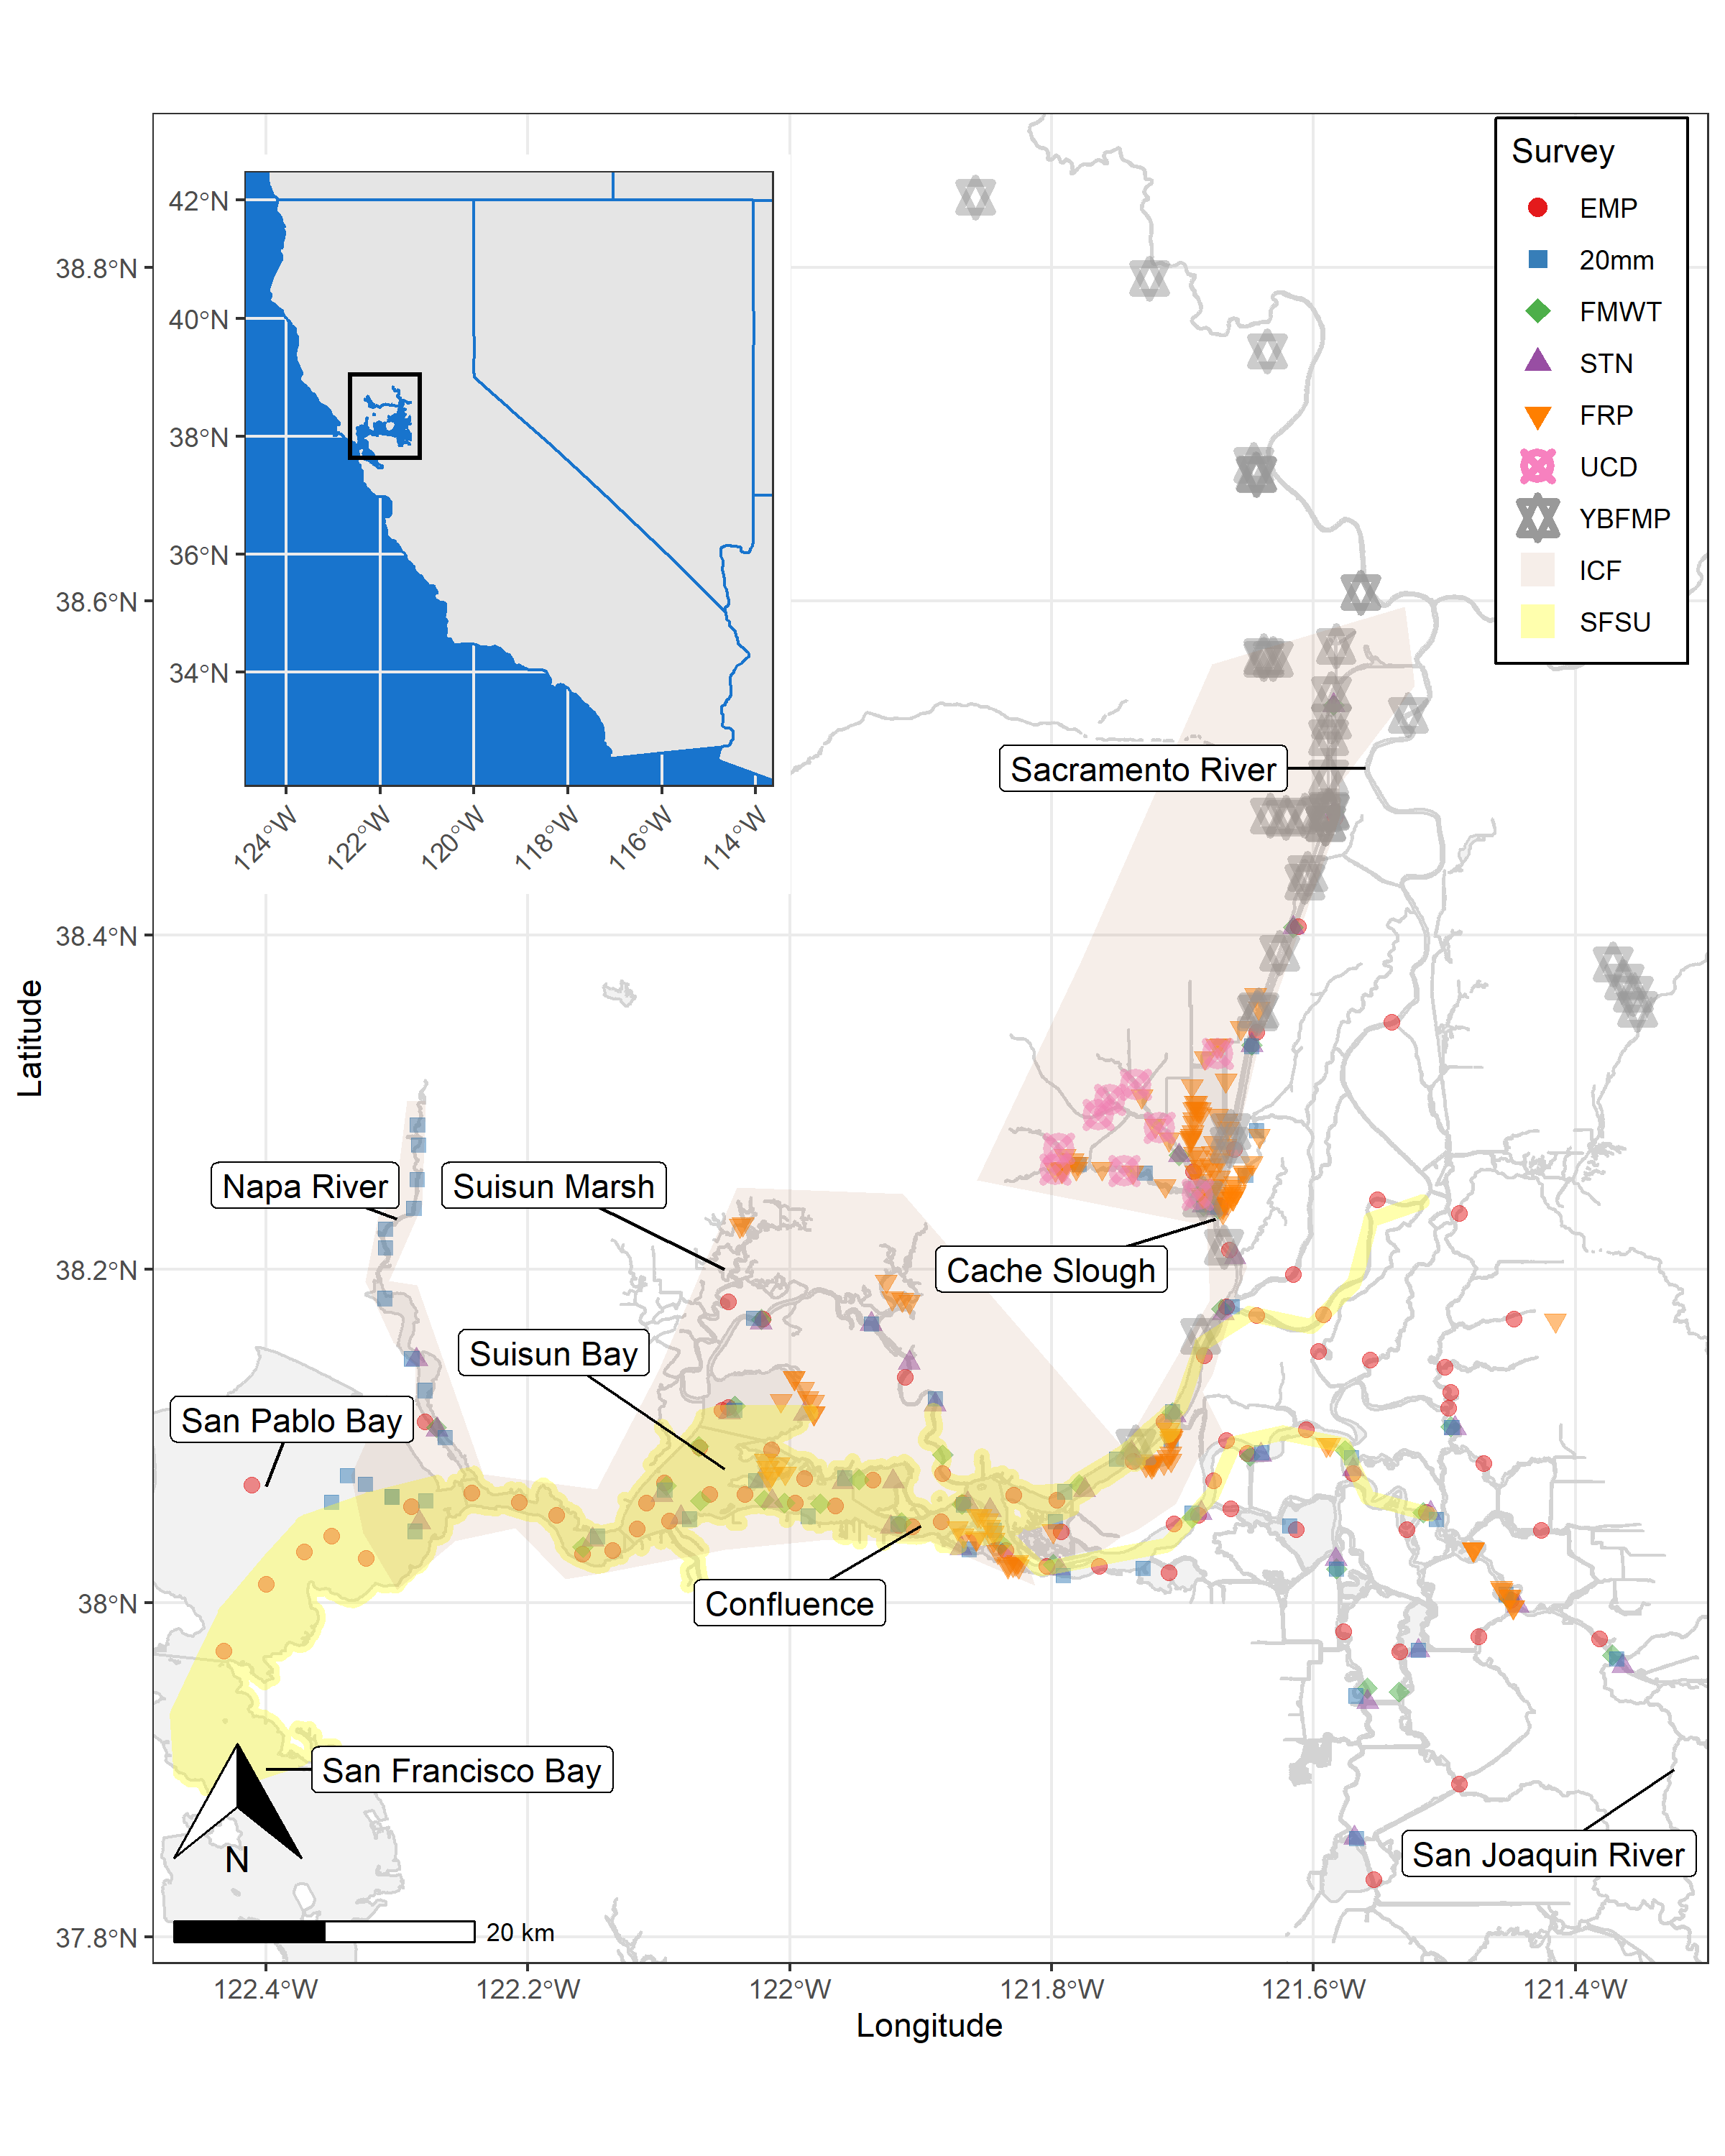 Survey
EMP
20mm
FMWT
STN
FRP
UCD
YBFMP
ICF
SFSU
42°N
40°N
38°N
36°N
34°N
124°W
122°W
120°W
118°W
116°W
114°W
38.8°N
38.6°N
38.4°N
38.2°N
38°N
37.8°N
Latitude
Sacramento River
Napa River
Suisun Marsh
Cache Slough
Suisun Bay
San Pablo Bay
Confluence
San Francisco Bay
San Joaquin River
N
20 km
122.4°W
122.2°W
122°W
121.8°W
121.6°W
121.4°W
Longitude